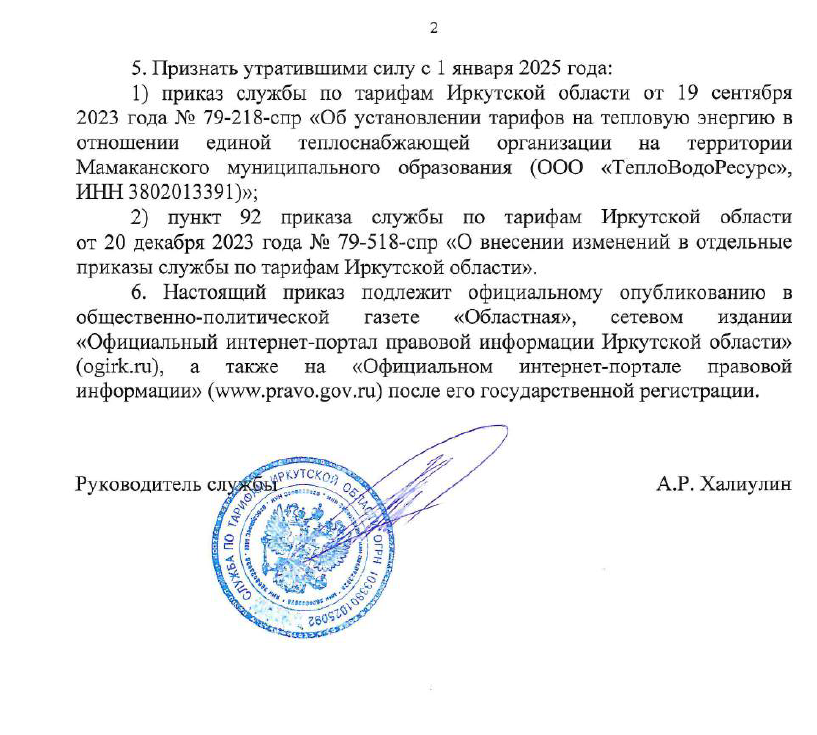 2
5. Признать утратившими силу с 1 января 2025 года:
1) приказ службы по тарифам Иркутской области от 19 сентября
2023 года № 79-218-спр «Об установлении тарифов на тепловую энергию в
отношении единой теплоснабжающей организации на территории
Мамаканского муниципального образования (ООО «ТеплоВодоРесурс»,
ИНН 3802013391)»;
2) пункт 92 приказа службы по тарифам Иркутской области
от 20 декабря 2023 года № 79-518-спр «О внесении изменений в отдельные
приказы службы по тарифам Иркутской области».
6. Настоящий приказ подлежит официальному опубликованию в
общественно-политической газете «Областная», сетевом издании
«Официальный интернет-портал правовой информации Иркутской области»
(ogirk.ru), а также на «Официальном интернет-портале правовой
информации» (www.pravo.gov.ru) после его государственной регистрации.
Руководитель службы
А.Р. Халиулин
СЛУЖБА ПО ТАРИФАМ ИРКУТСКОЙ ОБЛАСТИ ОГРН 1033801025092